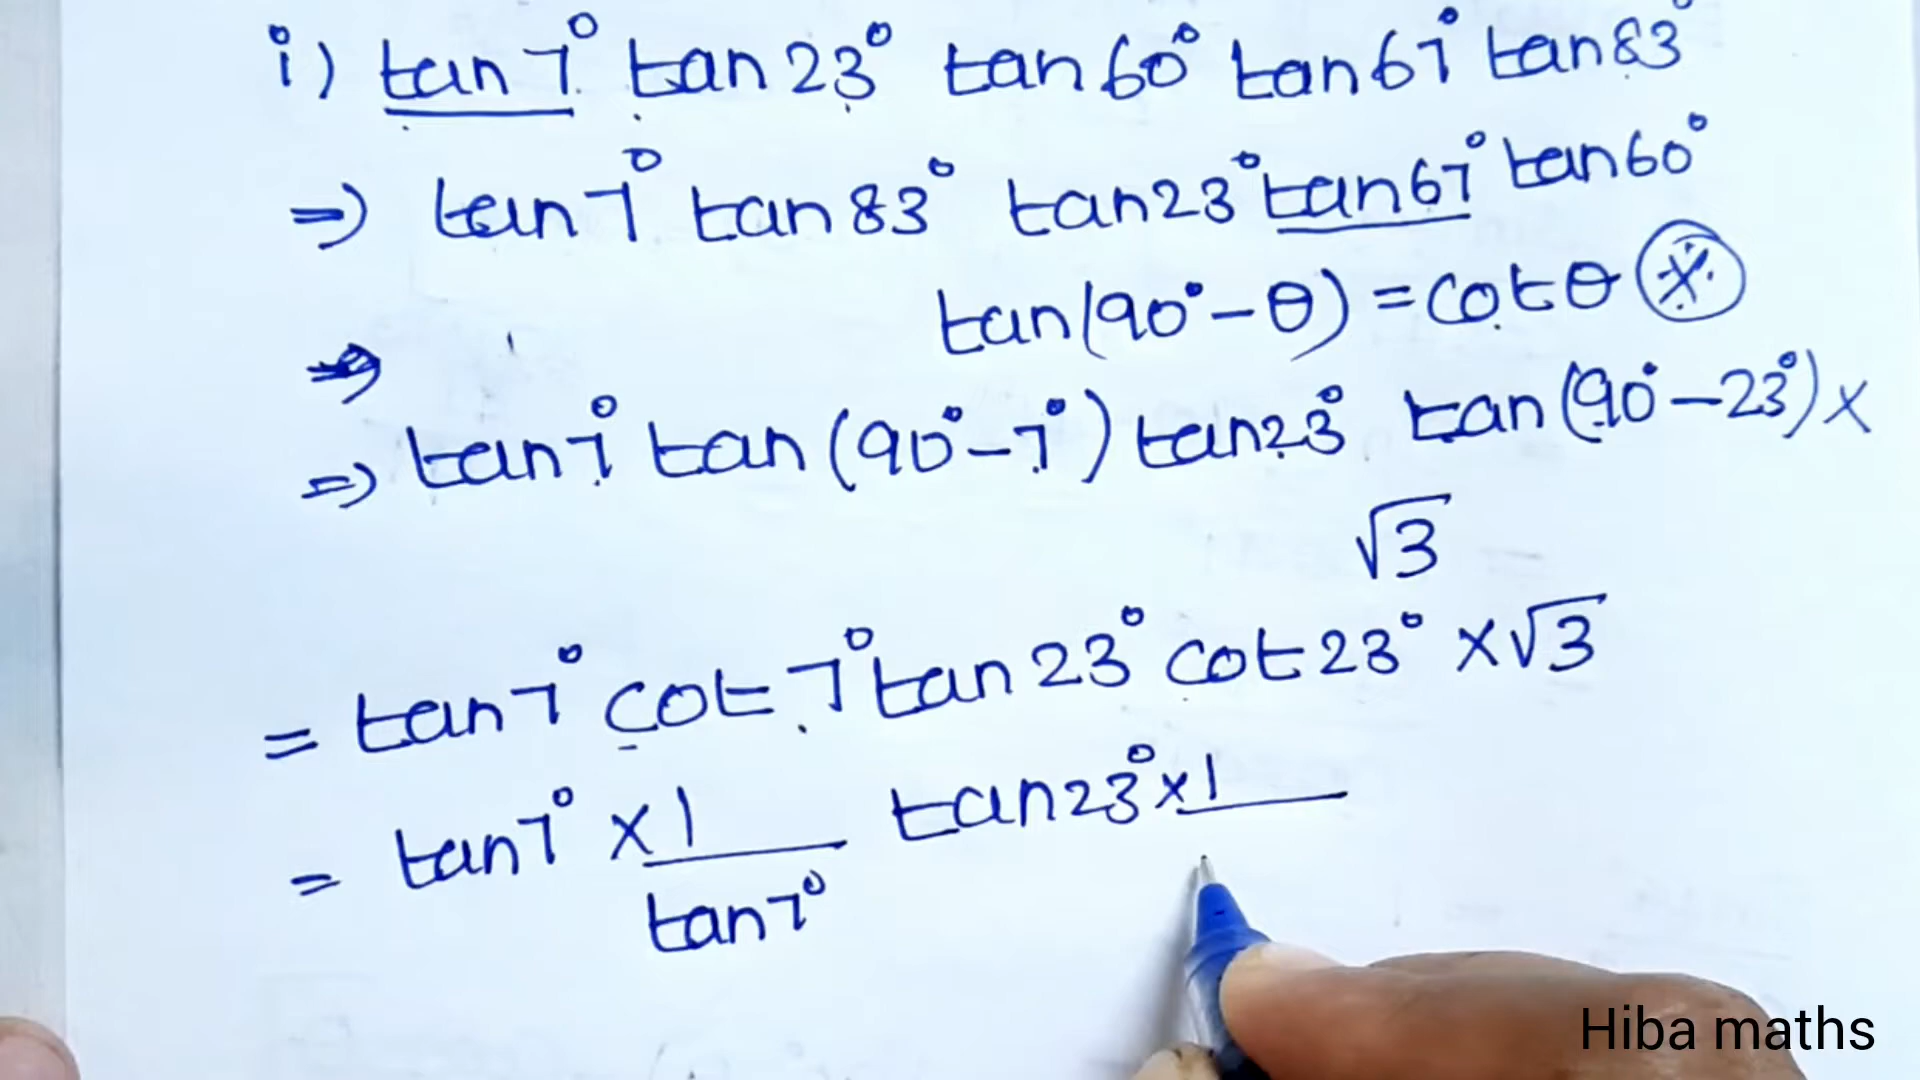 i) tan 7° tan 23° tan 60° tan 67° tan 83°
⇒ tan 7° tan 83° tan 23° tan 67° tan 60°
tan(90° - θ) = cot θ *
⇒
⇒ tan 7° tan (90° - 7°) tan 23° tan (90° - 23°) ×
√3
= tan 7° cot 7° tan 23° cot 23° × √3
= tan 7° × 1 tan 23° × 1
tan 7°
Hiba maths